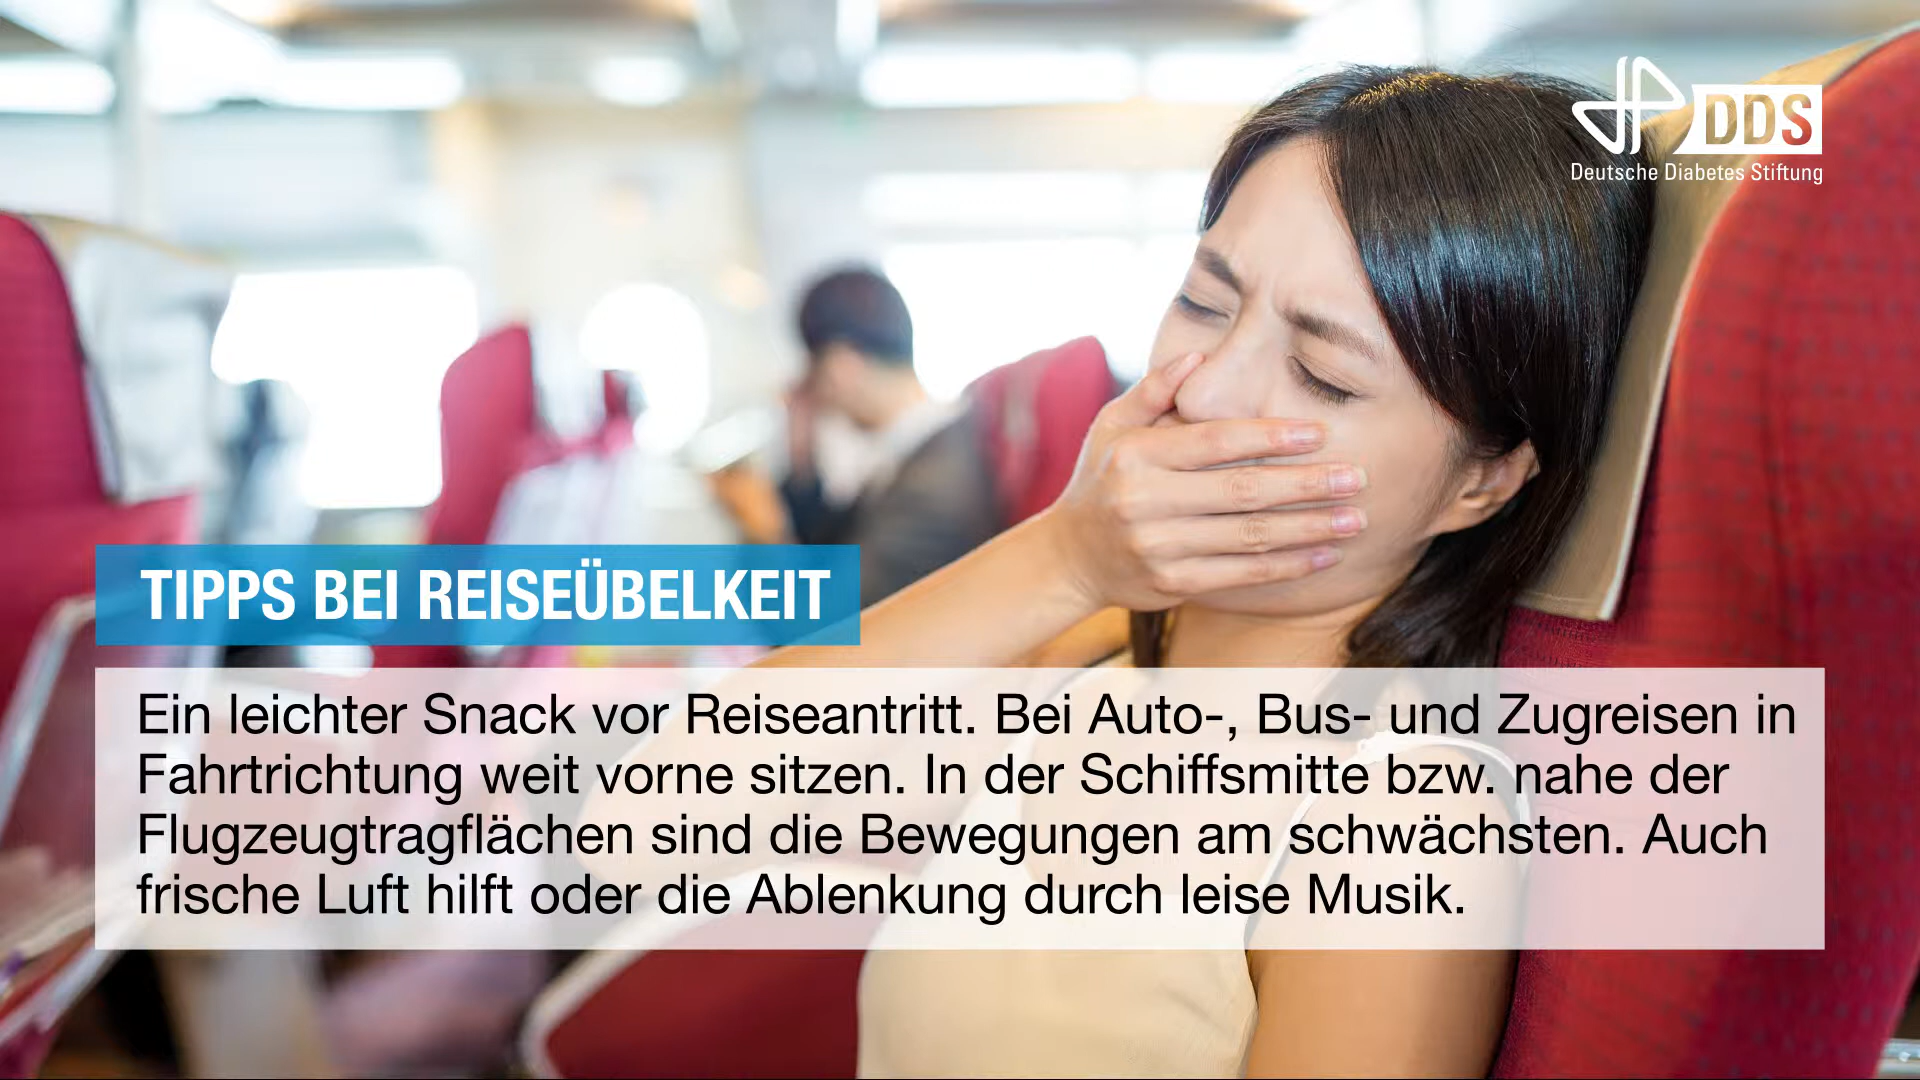 DDS
Deutsche Diabetes Stiftung
TIPPS BEI REISEÜBELKEIT
Ein leichter Snack vor Reiseantritt. Bei Auto-, Bus- und Zugreisen in
Fahrtrichtung weit vorne sitzen. In der Schiffsmitte bzw. nahe der
Flugzeugtragflächen sind die Bewegungen am schwächsten. Auch
frische Luft hilft oder die Ablenkung durch leise Musik.